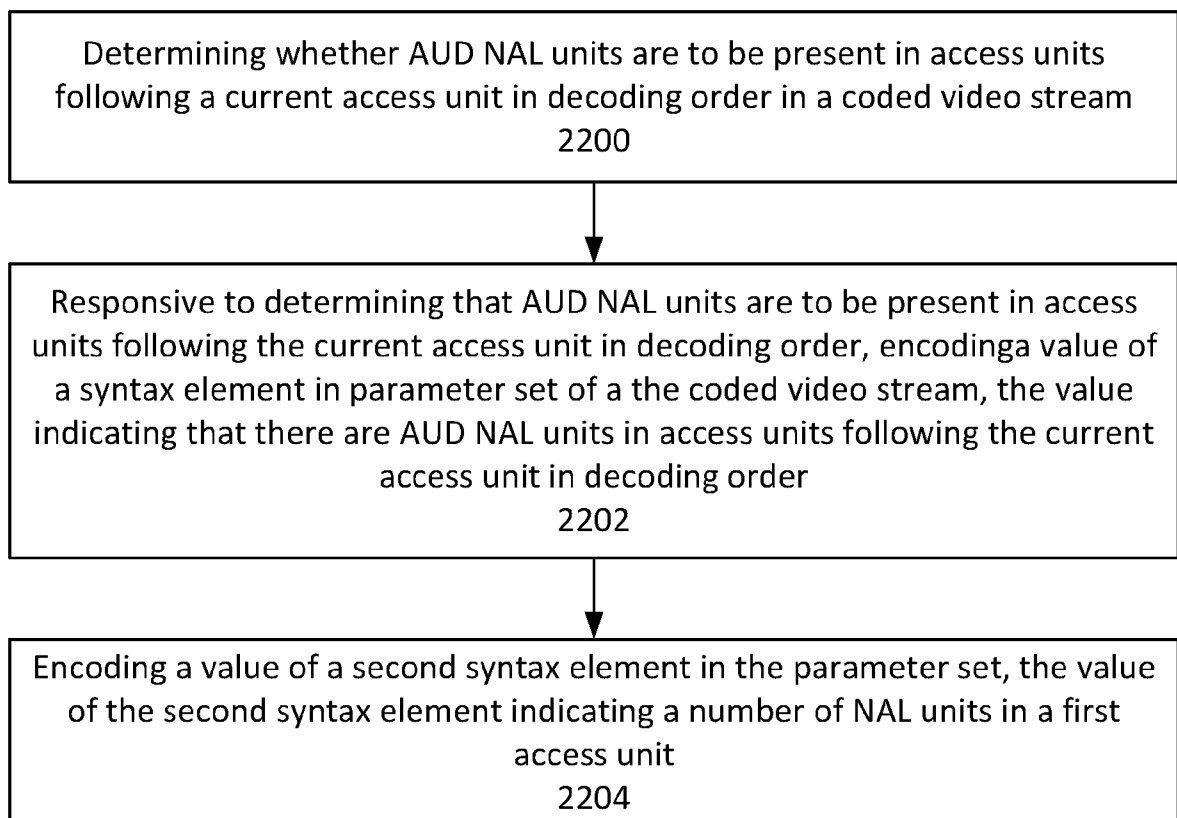 Determining whether AUD NAL units are to be present in access units
following a current access unit in decoding order in a coded video stream
2200
Responsive to determining that AUD NAL units are to be present in access
units following the current access unit in decoding order, encodinga value of
a syntax element in parameter set of a the coded video stream, the value
indicating that there are AUD NAL units in access units following the current
access unit in decoding order
2202
Encoding a value of a second syntax element in the parameter set, the value
of the second syntax element indicating a number of NAL units in a first
access unit
2204